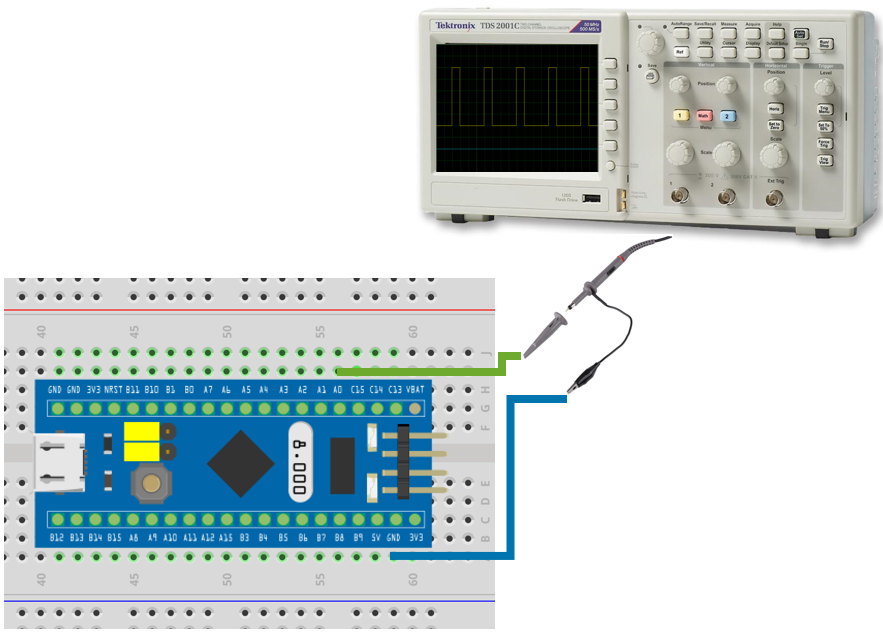 Tektronix TDS 2001C
50 MHz
500 MS/s
AutoRange Save/Recall Measure Acquire Help
Utility Cursor Display Default Setup Single
Ref
Run/
Stop
Save
Vertical Horizontal Trigger
Position Position Level
1 Math 2
Menu
Horiz
Set to
Zero
Trig
Menu
Set To
50%
Force
Trig
Trig
View
Scale Scale
1 2 Ext Trig
USB
Flash Drive
40 45 50 55 60
J
GND GND 3V3 NRST B11 B10 B1 B0 A7 A6 A5 A4 A3 A2 A1 A0 C15 C14 C13 VBAT
H
G
F
8.000
E
D
C
B12 B13 B14 B15 A8 A9 A10 A11 A12 A15 B3 B4 B5 B6 B7 B8 B9 5V GND 3V3
B
40 45 50 55 60